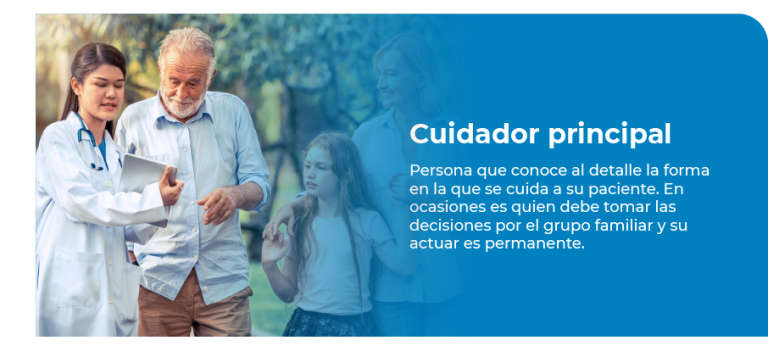 Cuidador principal
Persona que conoce al detalle la forma
en la que se cuida a su paciente. En
ocasiones es quien debe tomar las
decisiones por el grupo familiar y su
actuar es permanente.